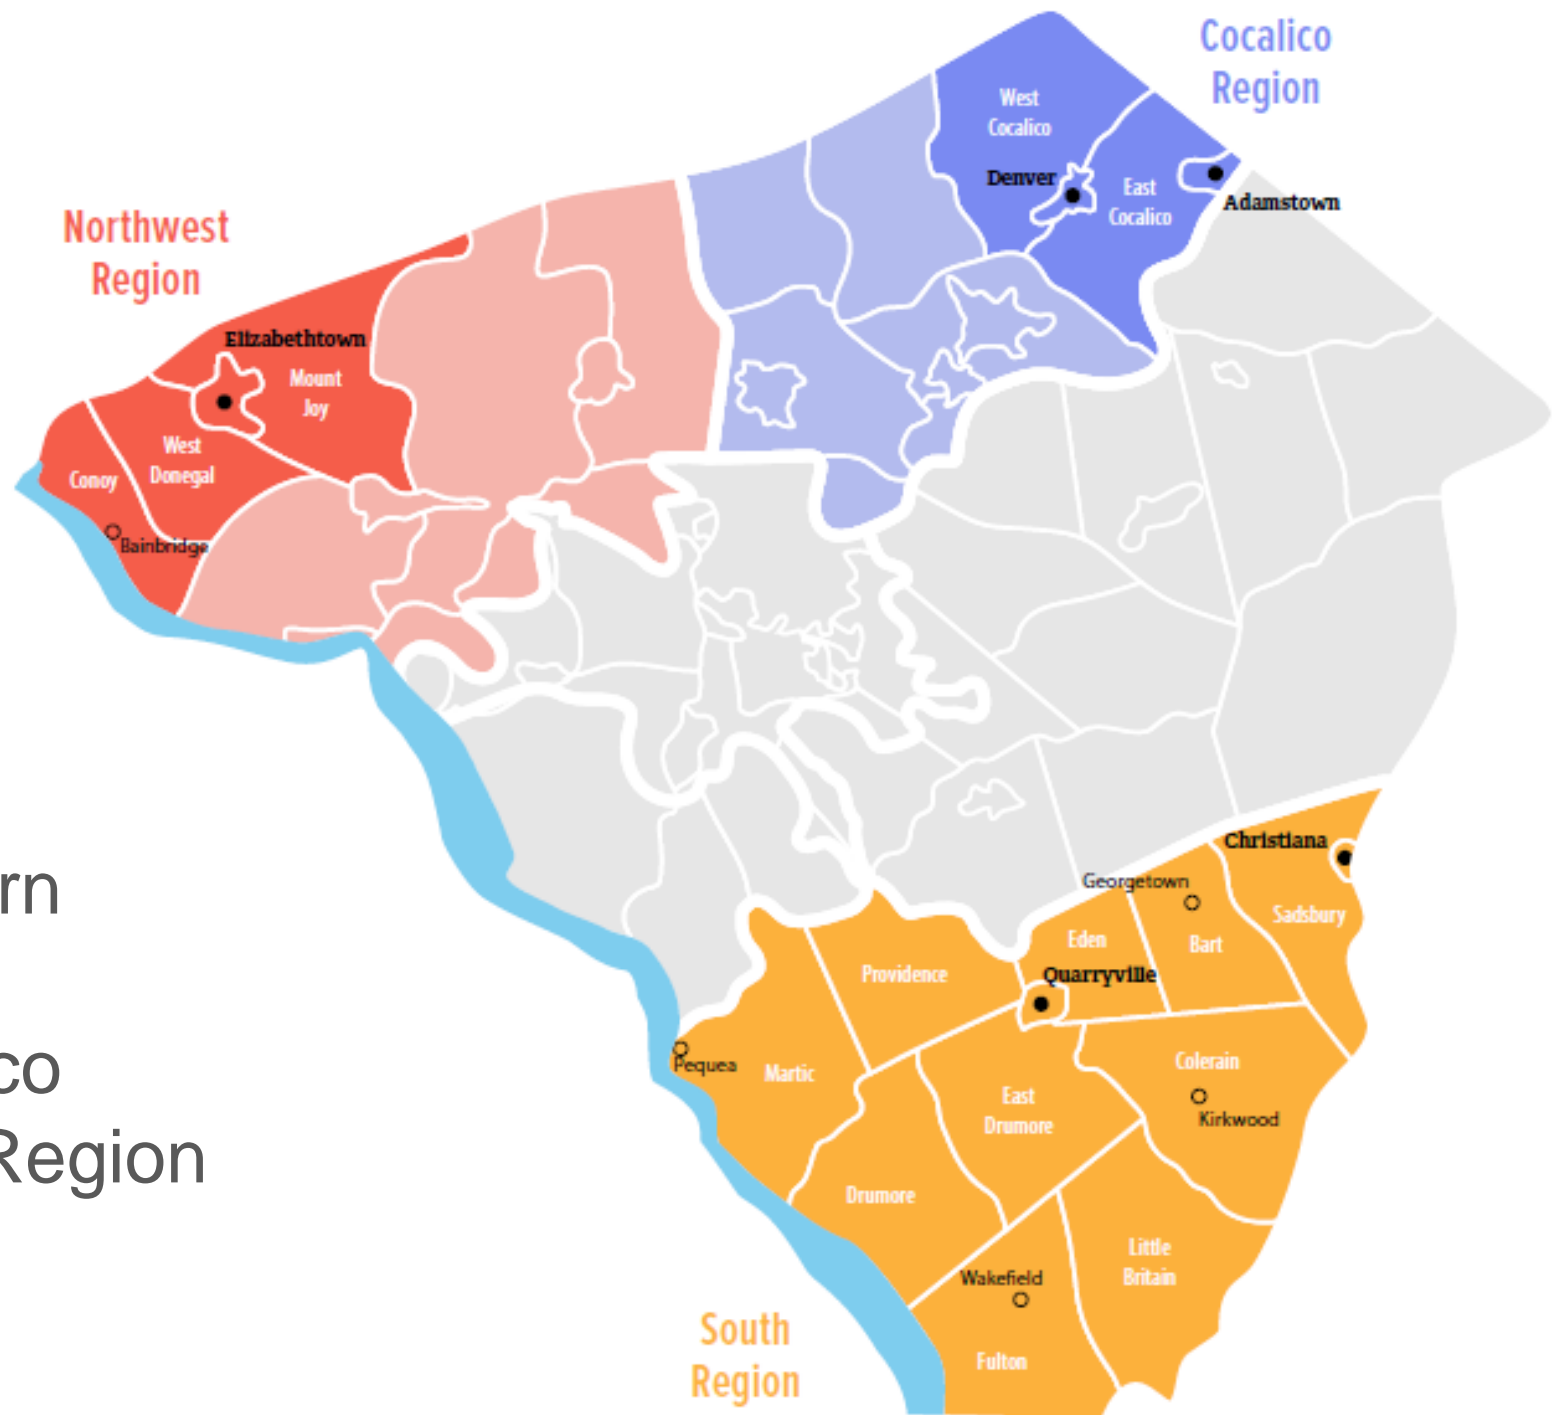 Cocalico
Region
West
Cocalico
Denver
East
Cocalico
Adamstown
Northwest
Region
Elizabethtown
Mount
Joy
West
Donegal
Conoy
Bainbridge
Christiana
Georgetown
Sadsbury
Eden
Bart
Providence
Quarryville
Pequea
Martic
Colerain
East
Drumore
Kirkwood
Drumore
Little
Britain
Wakefield
Fulton
South
Region
rn
co
Region